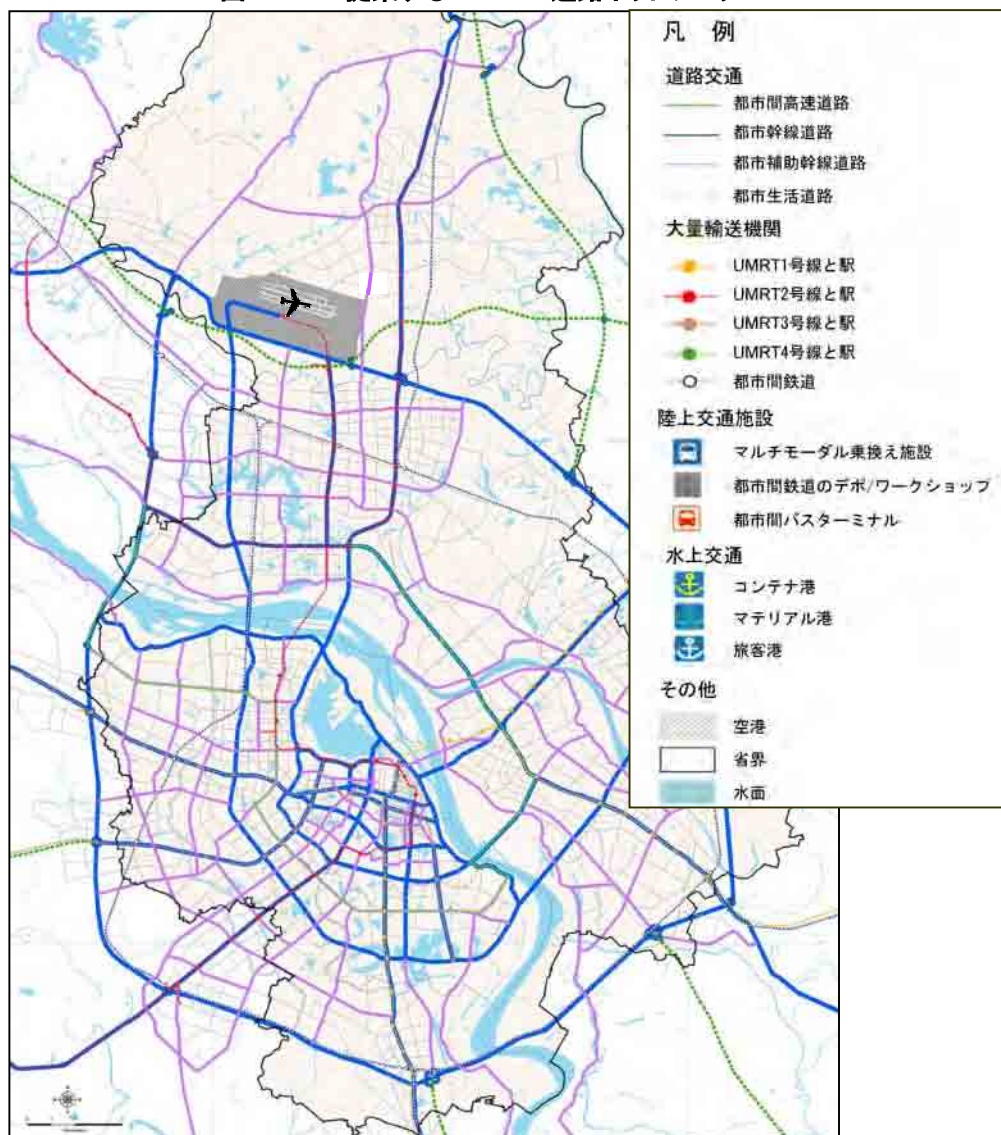 凡 例
道路交通
都市間高速道路
都市幹線道路
都市補助幹線道路
都市生活道路
大量輸送機関
UMRT1号線と駅
UMRT2号線と駅
UMRT3号線と駅
UMRT4号線と駅
都市間鉄道
陸上交通施設
マルチモーダル乗換え施設
都市間鉄道のデポ/ワークショップ
都市間バスターミナル
水上交通
コンテナ港
マテリアル港
旅客港
その他
空港
省界
水面